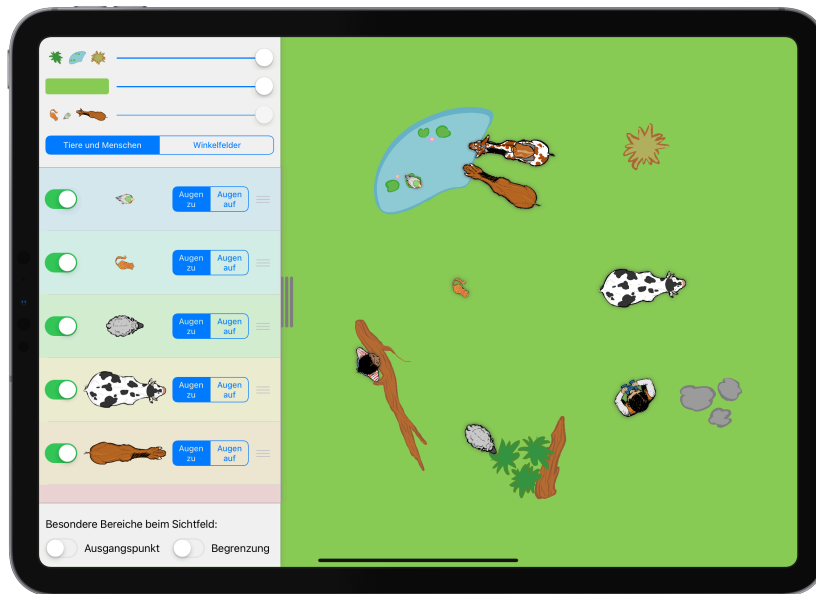 Tiere und Menschen Winkelfelder
Augen zu Augen auf
Augen zu Augen auf
Augen zu Augen auf
Augen zu Augen auf
Augen zu Augen auf
Besondere Bereiche beim Sichtfeld:
Ausgangspunkt Begrenzung